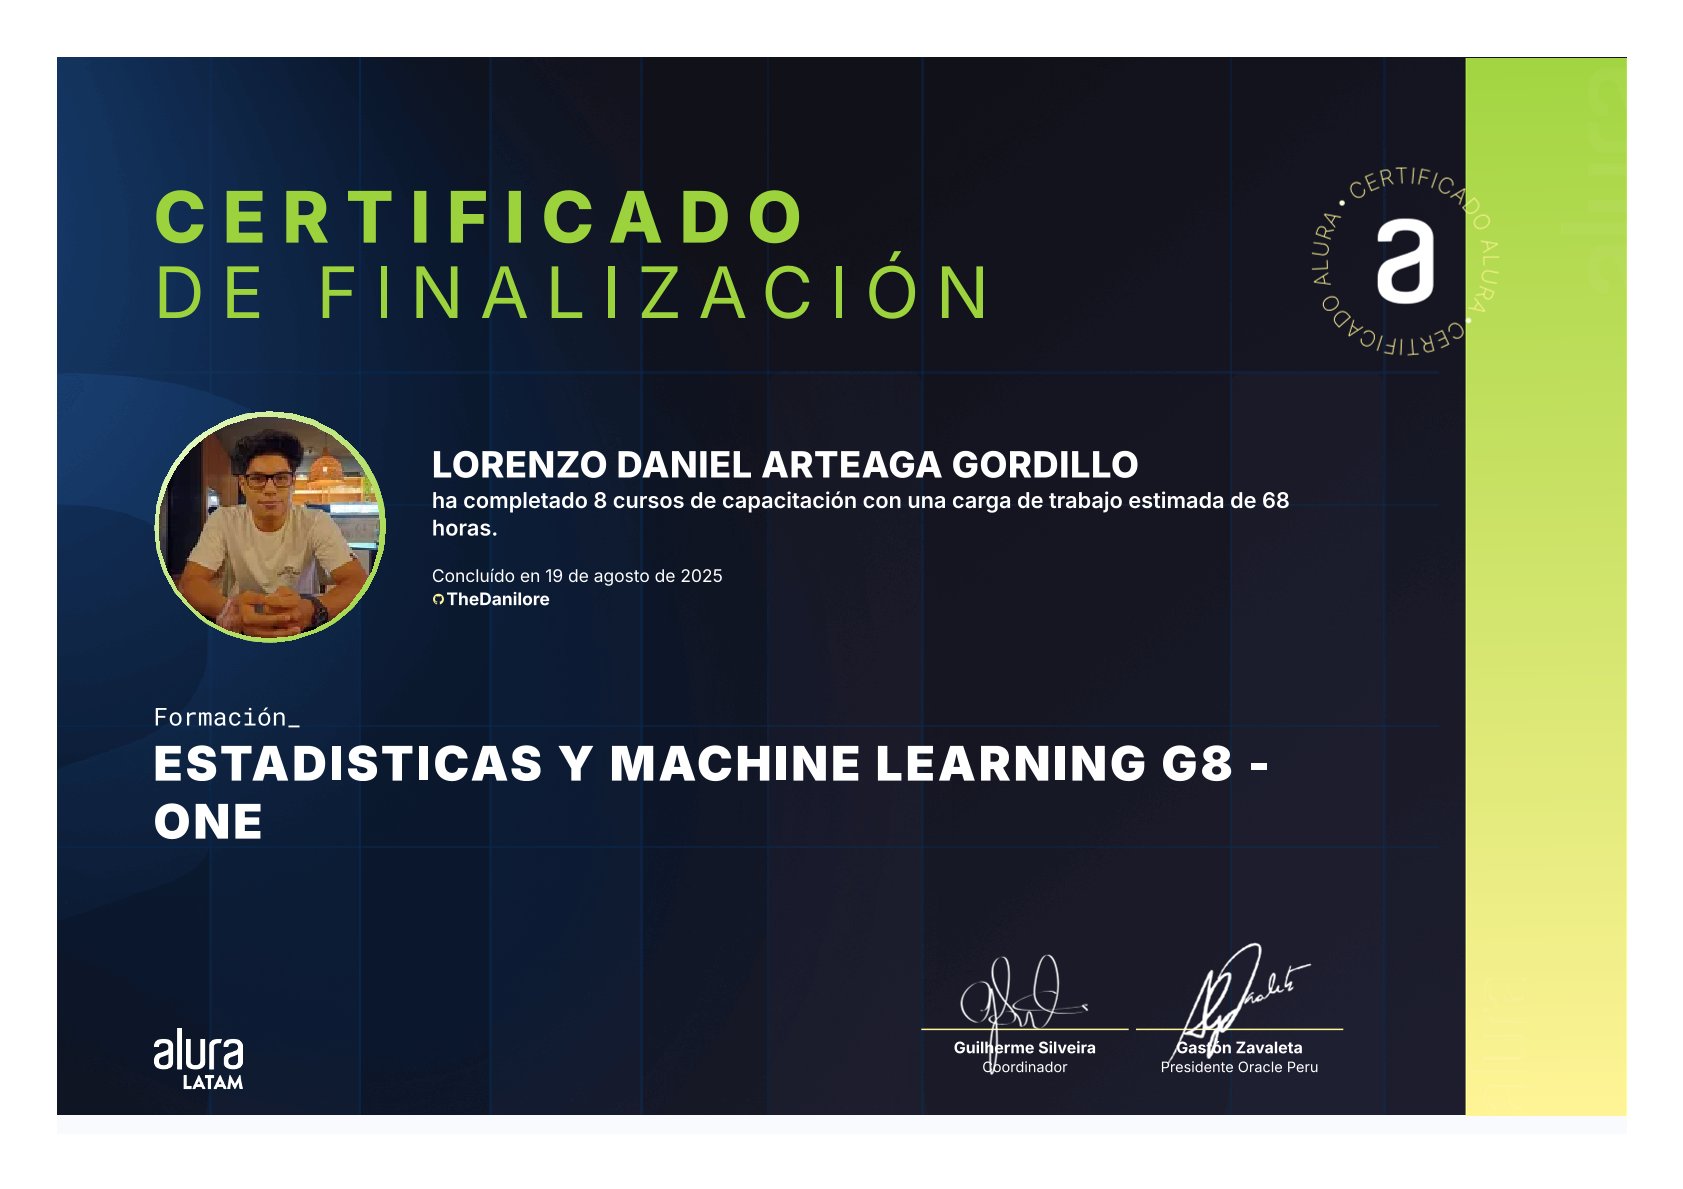 CERTIFICADO
DE FINALIZACIÓN
CERTIFICADO ALURA • CERTIFICADO ALURA •
a
LORENZO DANIEL ARTEAGA GORDILLO
ha completado 8 cursos de capacitación con una carga de trabajo estimada de 68
horas.
Concluído en 19 de agosto de 2025
TheDanilore
Formación_
ESTADISTICAS Y MACHINE LEARNING G8 -
ONE
Guilherme Silveira
Coordinador
Gastón Zavaleta
Presidente Oracle Peru
alura
LATAM